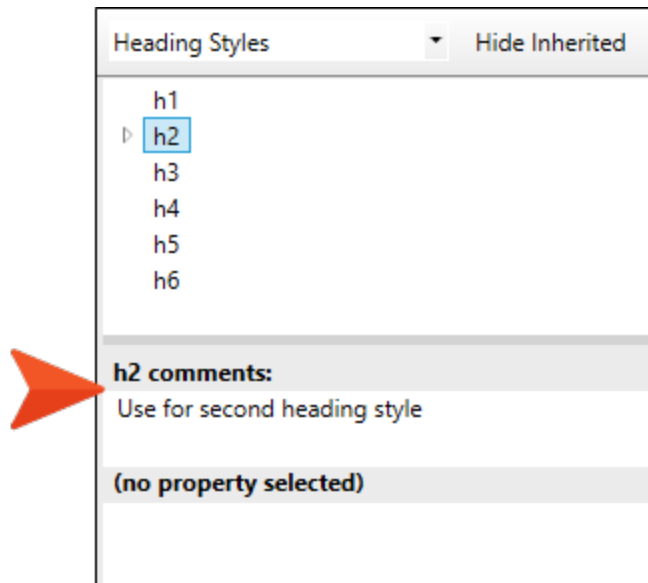 Heading Styles Hide Inherited
h1
h2
h3
h4
h5
h6
h2 comments:
Use for second heading style
(no property selected)